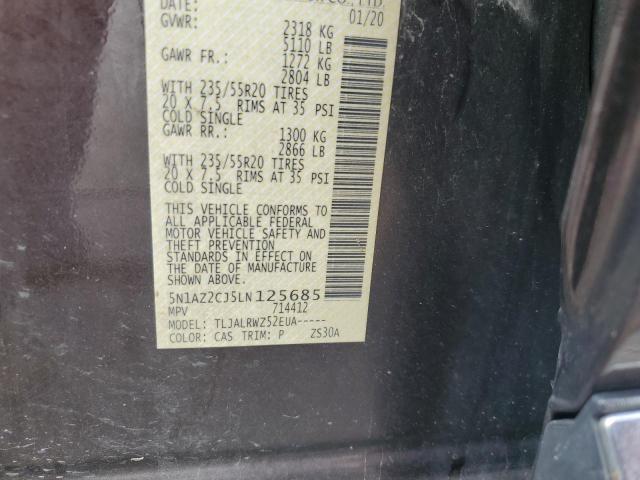 DATE: 01/20
GVWR: 2318 KG
5110 LB
GAWR FR.: 1272 KG
2804 LB
WITH 235/55R20 TIRES
20 X 7.5 RIMS AT 35 PSI
COLD SINGLE
GAWR RR.: 1300 KG
2866 LB
WITH 235/55R20 TIRES
20 X 7.5 RIMS AT 35 PSI
COLD SINGLE
THIS VEHICLE CONFORMS TO
ALL APPLICABLE FEDERAL
MOTOR VEHICLE SAFETY AND
THEFT PREVENTION
STANDARDS IN EFFECT ON
THE DATE OF MANUFACTURE
SHOWN ABOVE.
5N1AZ2CJ5LN125685
MPV 714412
MODEL: TLJALRWZ52EUA-----
COLOR: CAS TRIM: P ZS30A